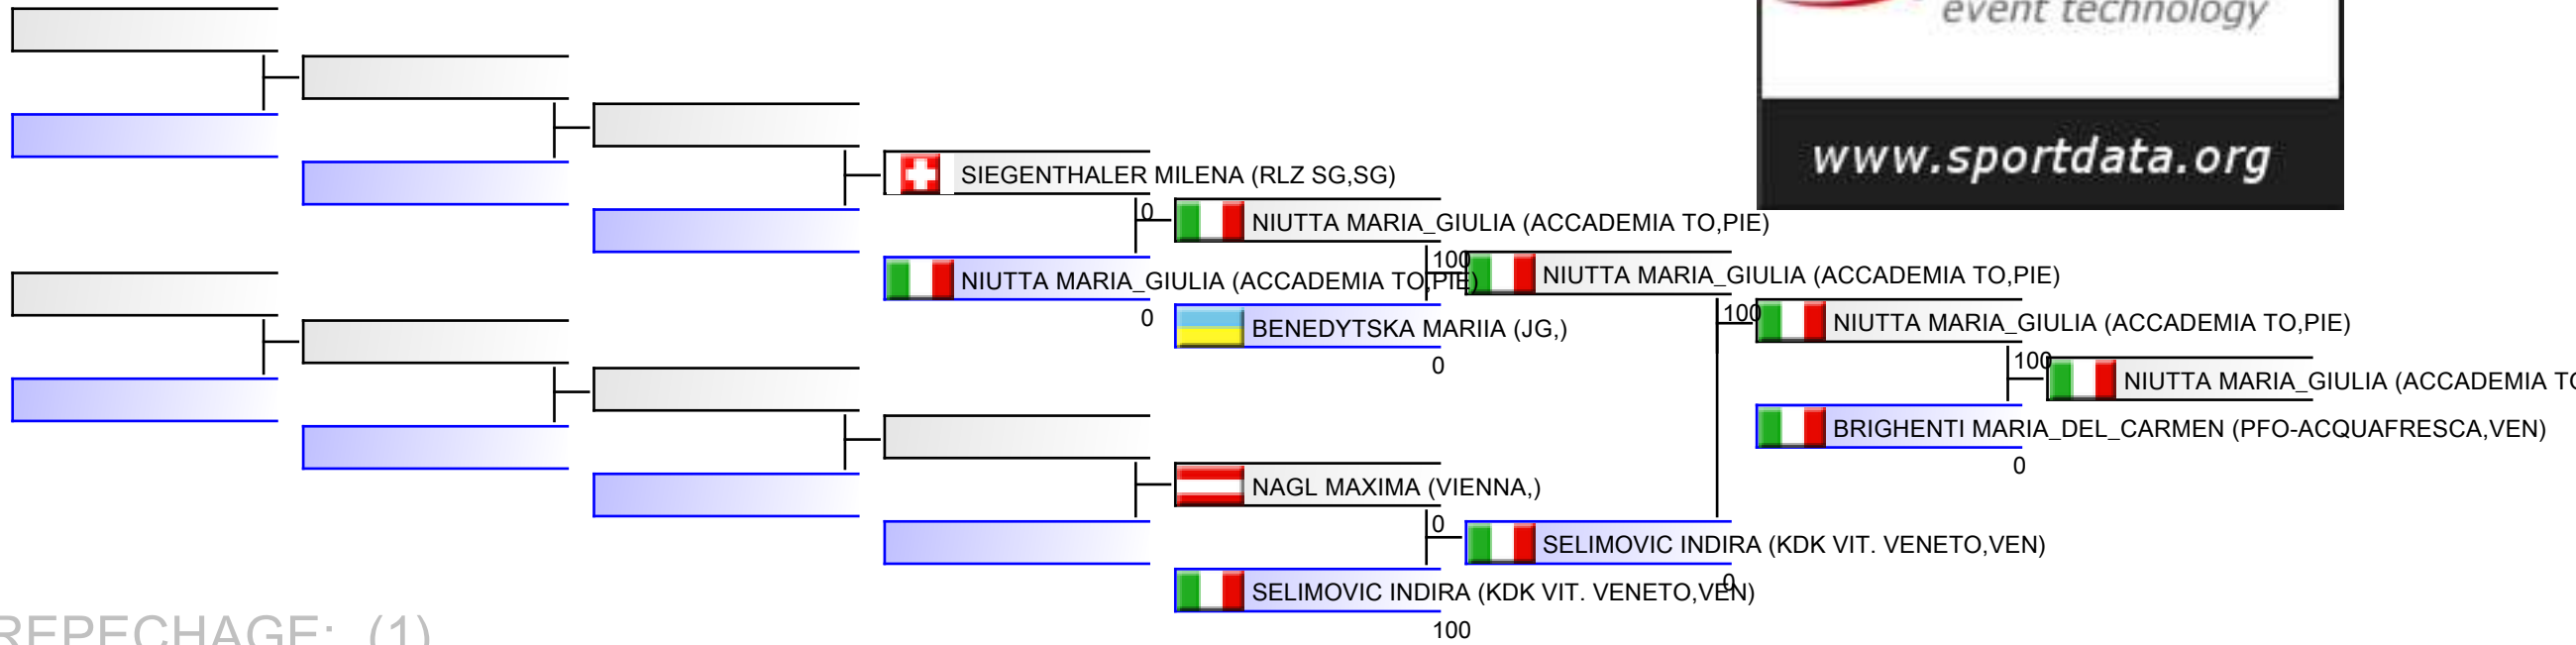 event technology
www.sportdata.org
SIEGENTHALER MILENA (RLZ SG,SG)
0
NIUTTA MARIA_GIULIA (ACCADEMIA TO,PIE)
100
NIUTTA MARIA_GIULIA (ACCADEMIA TO,PIE)
NIUTTA MARIA_GIULIA (ACCADEMIA TO,PIE)
100
0
BENEDYTSKA MARIIA (JG,)
NIUTTA MARIA_GIULIA (ACCADEMIA TO,PIE)
0
100
NIUTTA MARIA_GIULIA (ACCADEMIA TO
BRIGHENTI MARIA_DEL_CARMEN (PFO-ACQUAFRESCA,VEN)
0
NAGL MAXIMA (VIENNA,)
0
SELIMOVIC INDIRA (KDK VIT. VENETO,VEN)
0
SELIMOVIC INDIRA (KDK VIT. VENETO,VEN)
100
REPECHAGE: (1)